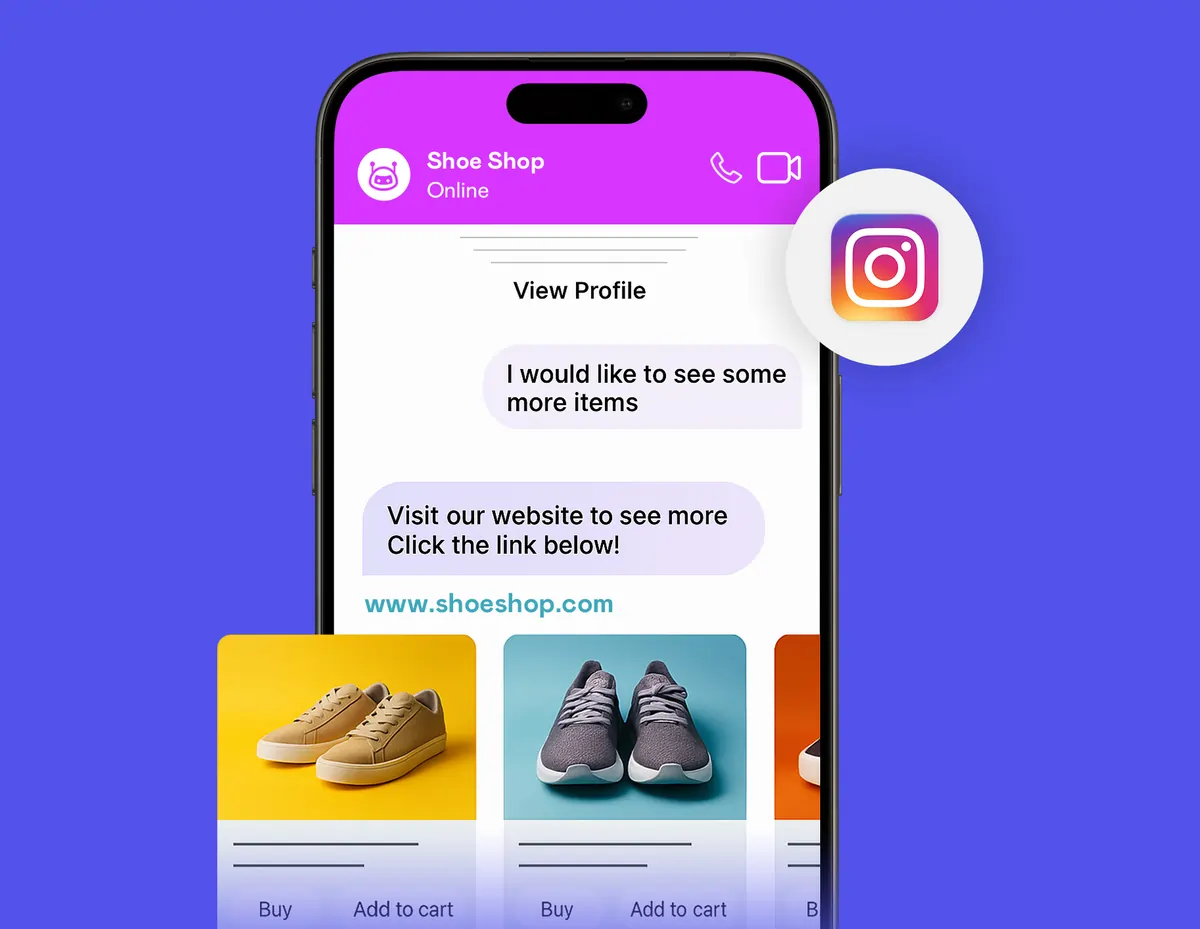 Shoe Shop
Online
View Profile
I would like to see some
more items
Visit our website to see more
Click the link below!
www.shoeshop.com
Buy
Add to cart
Buy
Add to cart
B